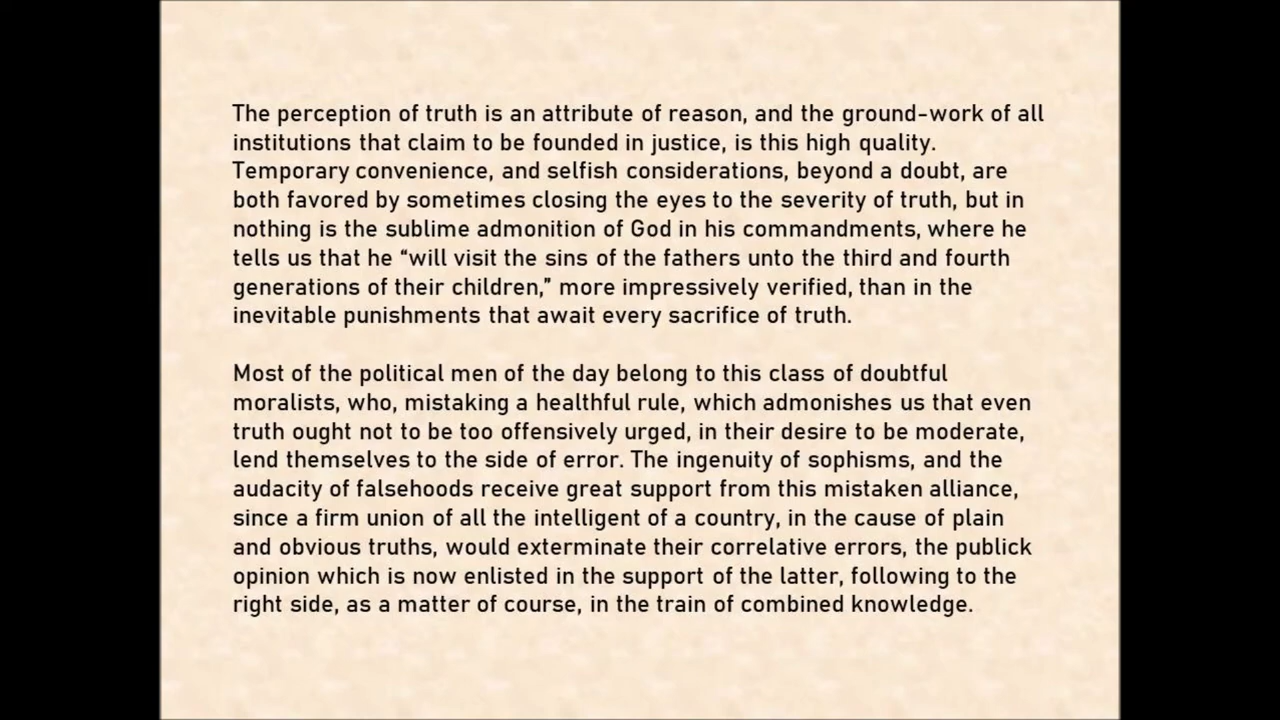 The perception of truth is an attribute of reason, and the ground-work of all
institutions that claim to be founded in justice, is this high quality.
Temporary convenience, and selfish considerations, beyond a doubt, are
both favored by sometimes closing the eyes to the severity of truth, but in
nothing is the sublime admonition of God in his commandments, where he
tells us that he “will visit the sins of the fathers unto the third and fourth
generations of their children,” more impressively verified, than in the
inevitable punishments that await every sacrifice of truth.
Most of the political men of the day belong to this class of doubtful
moralists, who, mistaking a healthful rule, which admonishes us that even
truth ought not to be too offensively urged, in their desire to be moderate,
lend themselves to the side of error. The ingenuity of sophisms, and the
audacity of falsehoods receive great support from this mistaken alliance,
since a firm union of all the intelligent of a country, in the cause of plain
and obvious truths, would exterminate their correlative errors, the publick
opinion which is now enlisted in the support of the latter, following to the
right side, as a matter of course, in the train of combined knowledge.